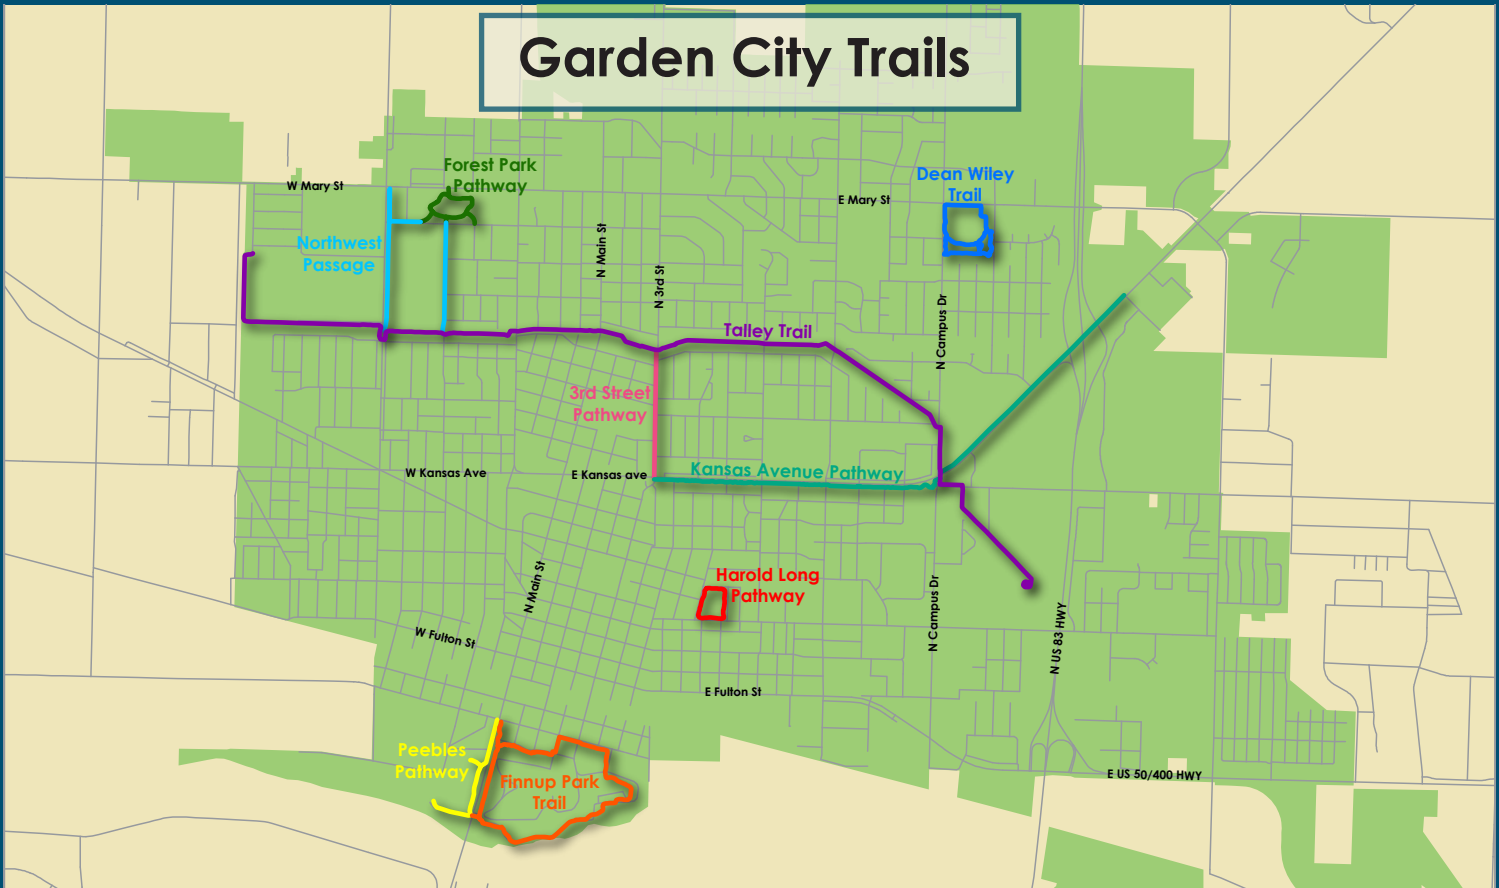 Garden City Trails
Forest Park
Pathway
W Mary St
Dean Wiley
Trail
E Mary St
Northwest
Passage
N Main St
N 3rd St
N Campus Dr
Talley Trail
3rd Street
Pathway
W Kansas Ave
E Kansas ave
Kansas Avenue Pathway
N Main St
Harold Long
Pathway
N Campus Dr
N US 83 HWY
W Fulton St
E Fulton St
Peebles
Pathway
Finnup Park
Trail
E US 50/400 HWY